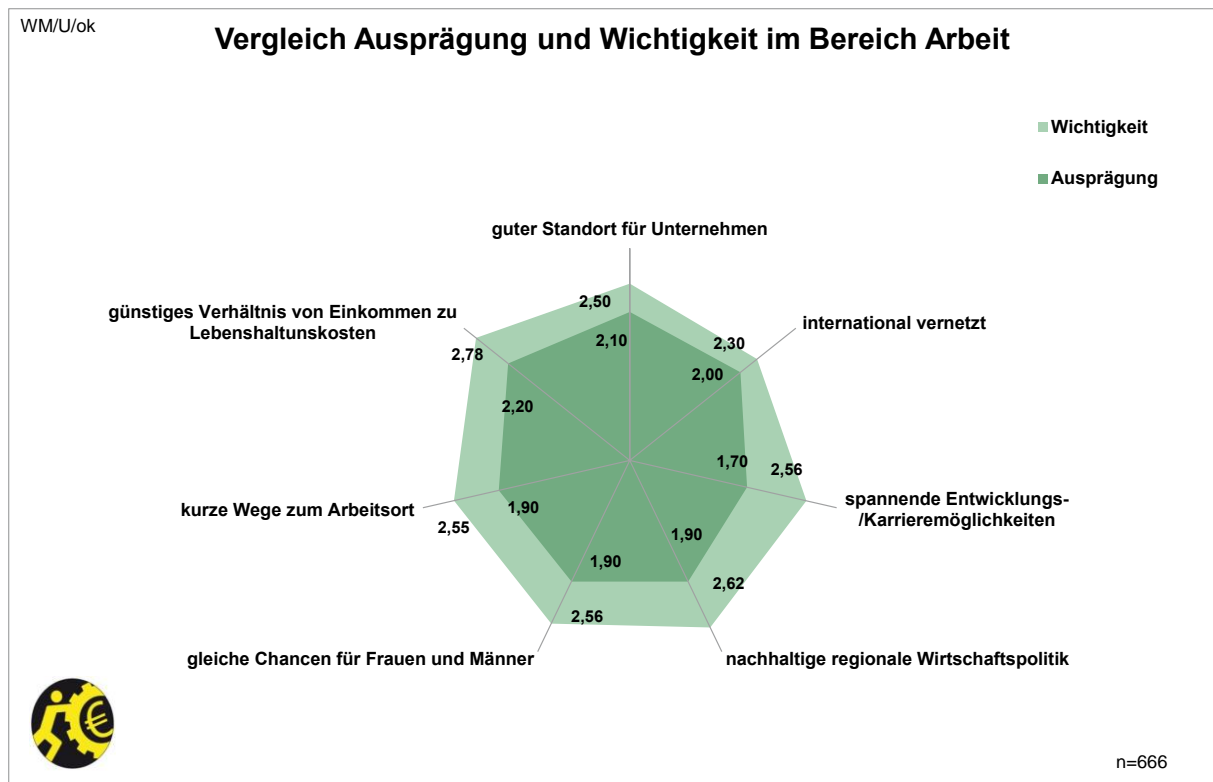 WM/U/ok
Vergleich Ausprägung und Wichtigkeit im Bereich Arbeit
Wichtigkeit
Ausprägung
guter Standort für Unternehmen
günstiges Verhältnis von Einkommen zu
Lebenshaltunskosten
international vernetzt
2,50
2,10
2,30
2,78
2,00
2,20
1,70
2,56
spannende Entwicklungs-
/Karrieremöglichkeiten
kurze Wege zum Arbeitsort
1,90
2,55
1,90
1,90
2,62
2,56
gleiche Chancen für Frauen und Männer
nachhaltige regionale Wirtschaftspolitik
€
n=666